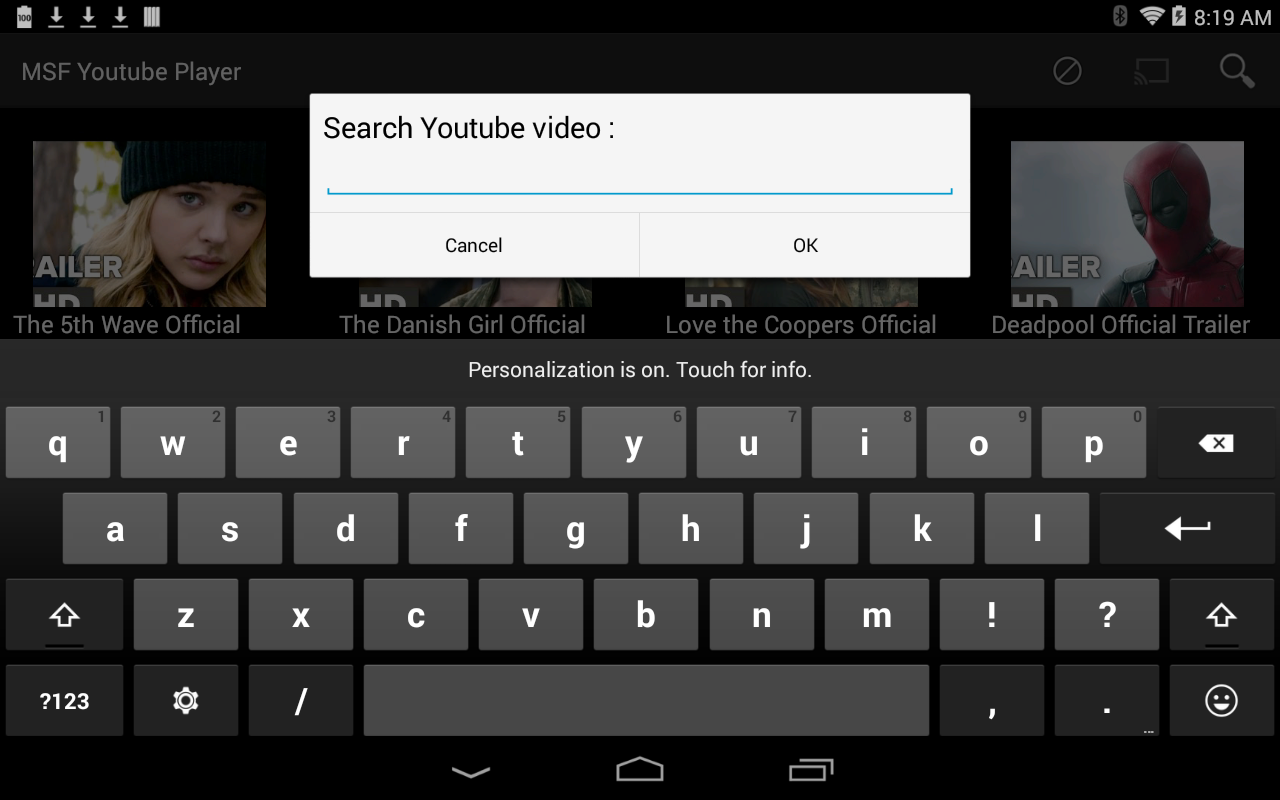 100
8:19 AM
MSF Youtube Player
Search Youtube video :
Cancel
OK
AILER
HD
HD
HD
AILER
HD
The 5th Wave Official
The Danish Girl Official
Love the Coopers Official
Deadpool Official Trailer
Personalization is on. Touch for info.
1 2 3 4 5 6 7 8 9 0
q w e r t y u i o p
a s d f g h j k l
z x c v b n m ! ?
?123 / , . ...